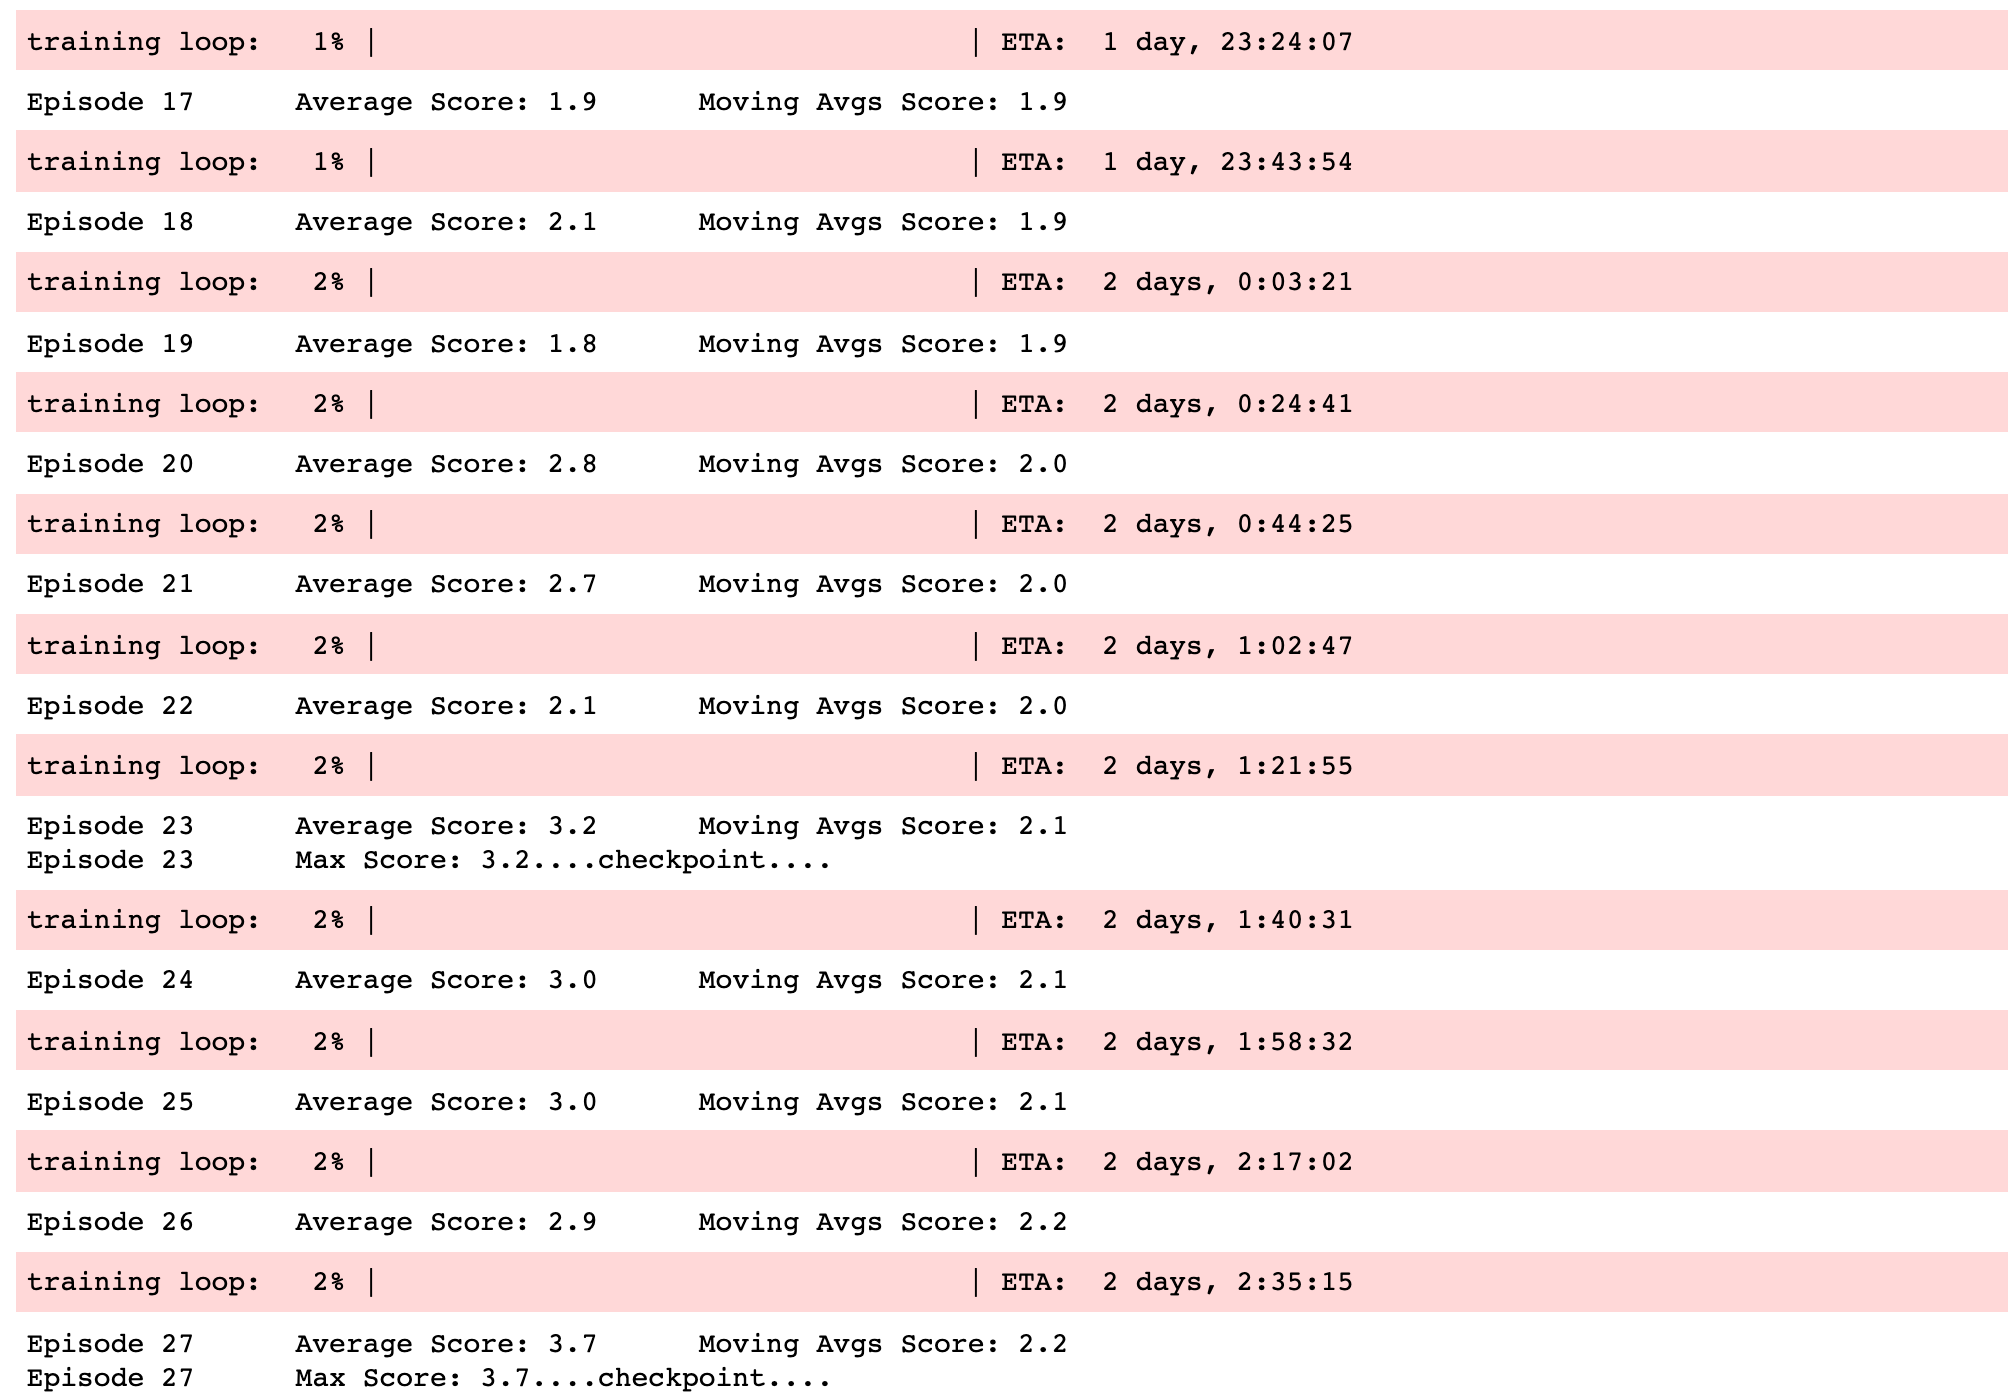 training loop:   1% |                                    | ETA:  1 day, 23:24:07
Episode 17      Average Score: 1.9      Moving Avgs Score: 1.9
training loop:   1% |                                    | ETA:  1 day, 23:43:54
Episode 18      Average Score: 2.1      Moving Avgs Score: 1.9
training loop:   2% |                                    | ETA:  2 days, 0:03:21
Episode 19      Average Score: 1.8      Moving Avgs Score: 1.9
training loop:   2% |                                    | ETA:  2 days, 0:24:41
Episode 20      Average Score: 2.8      Moving Avgs Score: 2.0
training loop:   2% |                                    | ETA:  2 days, 0:44:25
Episode 21      Average Score: 2.7      Moving Avgs Score: 2.0
training loop:   2% |                                    | ETA:  2 days, 1:02:47
Episode 22      Average Score: 2.1      Moving Avgs Score: 2.0
training loop:   2% |                                    | ETA:  2 days, 1:21:55
Episode 23      Average Score: 3.2      Moving Avgs Score: 2.1
Episode 23      Max Score: 3.2....checkpoint....
training loop:   2% |                                    | ETA:  2 days, 1:40:31
Episode 24      Average Score: 3.0      Moving Avgs Score: 2.1
training loop:   2% |                                    | ETA:  2 days, 1:58:32
Episode 25      Average Score: 3.0      Moving Avgs Score: 2.1
training loop:   2% |                                    | ETA:  2 days, 2:17:02
Episode 26      Average Score: 2.9      Moving Avgs Score: 2.2
training loop:   2% |                                    | ETA:  2 days, 2:35:15
Episode 27      Average Score: 3.7      Moving Avgs Score: 2.2
Episode 27      Max Score: 3.7....checkpoint....